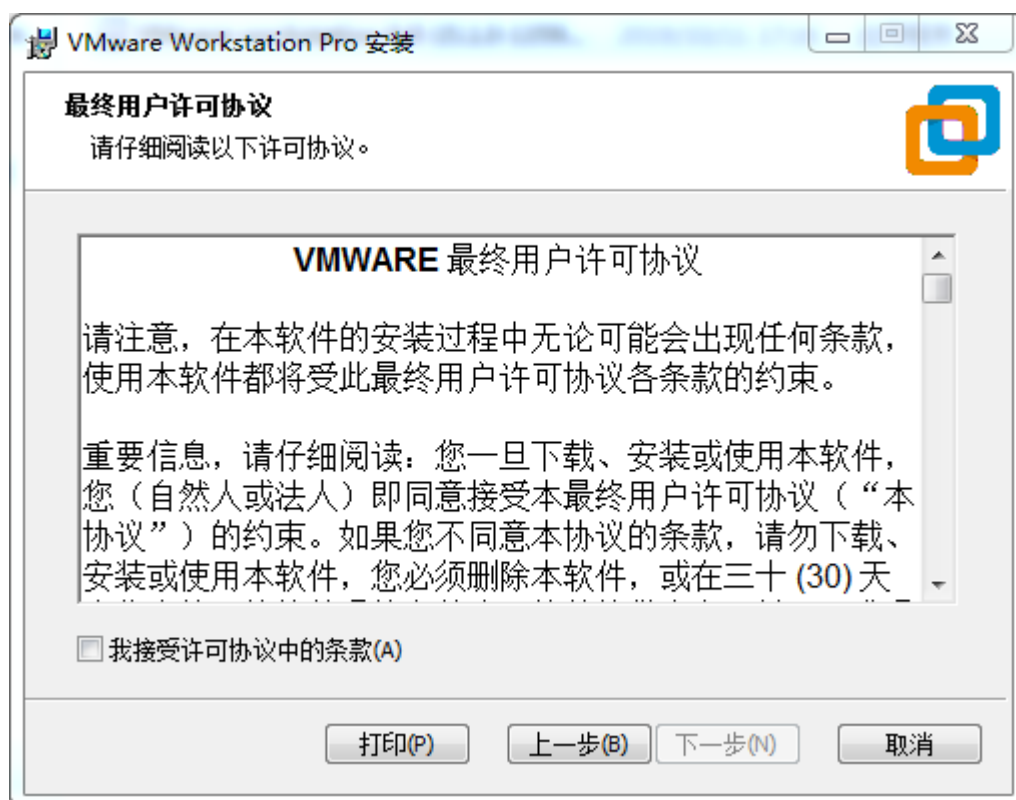 VMware Workstation Pro 安装
最终用户许可协议
请仔细阅读以下许可协议。
VMWARE 最终用户许可协议
请注意，在本软件的安装过程中无论可能会出现任何条款，
使用本软件都将受此最终用户许可协议各条款的约束。
重要信息，请仔细阅读：您一旦下载、安装或使用本软件，
您（自然人或法人）即同意接受本最终用户许可协议（“本
协议”）的约束。如果您不同意本协议的条款，请勿下载、
安装或使用本软件，您必须删除本软件，或在三十 (30) 天
我接受许可协议中的条款(A)
打印(P)
上一步(B)
下一步(N)
取消